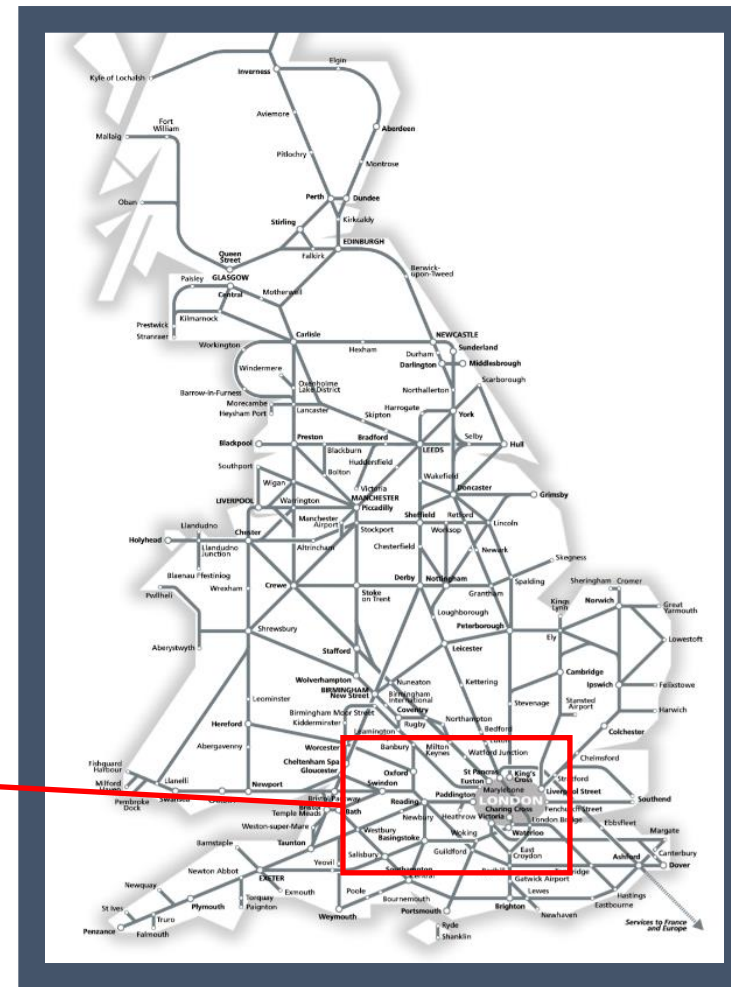 Elgin
Kyle of Lochalsh
Inverness
Aviemore
Fort
William
Mallaig
Aberdeen
Pitlochry
Montrose
Oban
Perth
Dundee
Stirling
Kirkcaldy
Queen
Street
EDINBURGH
Falkirk
Berwick-
upon-Tweed
Paisley
GLASGOW
Central
Motherwell
Prestwick
Kilmarnock
Stranraer
Carlisle
NEWCASTLE
Workington
Hexham
Sunderland
Durham
Darlington
Middlesbrough
Windermere
Oxenholme
Lake District
Northallerton
Scarborough
Barrow-in-Furness
Morecambe
Heysham Port
Lancaster
Harrogate
Skipton
York
Blackpool
Preston
Bradford
Selby
Hull
Blackburn
LEEDS
Southport
Huddersfield
Bolton
Wigan
Wakefield
Victoria
Doncaster
LIVERPOOL
Warrington
MANCHESTER
Piccadilly
Grimsby
Manchester
Airport
Sheffield
Retford
Lincoln
Llandudno
Chester
Stockport
Worksop
Holyhead
Llandudno
Junction
Altrincham
Chesterfield
Newark
Skegness
Blaenau Ffestiniog
Pwllheli
Wrexham
Crewe
Stoke
on Trent
Derby
Nottingham
Grantham
Spalding
Sheringham
Cromer
Kings
Lynn
Norwich
Great
Yarmouth
Loughborough
Aberystwyth
Shrewsbury
Peterborough
Ely
Lowestoft
Stafford
Leicester
Wolverhampton
BIRMINGHAM
New Street
Nuneaton
Kettering
Cambridge
Ipswich
Felixstowe
Birmingham
International
Leominster
Birmingham Moor Street
Coventry
Stevenage
Stansted
Airport
Harwich
Hereford
Kidderminster
Rugby
Northampton
Leamington
Bedford
Colchester
Abergavenny
Worcester
Banbury
Milton
Keynes
Luton
Watford Junction
Chelmsford
Fishguard
Harbour
Cheltenham Spa
Gloucester
Oxford
St Pancras
Euston
King's
Cross
Stratford
Milford
Haven
Llanelli
Newport
Swindon
Marylebone
Liverpool Street
Pembroke
Dock
Swansea
Bristol Parkway
Reading
Paddington
LONDON
Fenchurch Street
Southend
Bristol
Temple Meads
Bath
Newbury
Heathrow
Victoria
Charing Cross
London Bridge
Ebbsfleet
Weston-super-Mare
Westbury
Basingstoke
Woking
Waterloo
Margate
Barnstaple
Taunton
Salisbury
Guildford
East
Croydon
Canterbury
Newton Abbot
Yeovil
Southampton
Central
Redhill
Tonbridge
Ashford
Dover
Newquay
EXETER
Exmouth
Poole
Gatwick Airport
St Ives
Plymouth
Torquay
Paignton
Bournemouth
Lewes
Hastings
Eastbourne
Truro
Weymouth
Portsmouth
Brighton
Newhaven
Penzance
Falmouth
Ryde
Shanklin
Services to France
and Europe